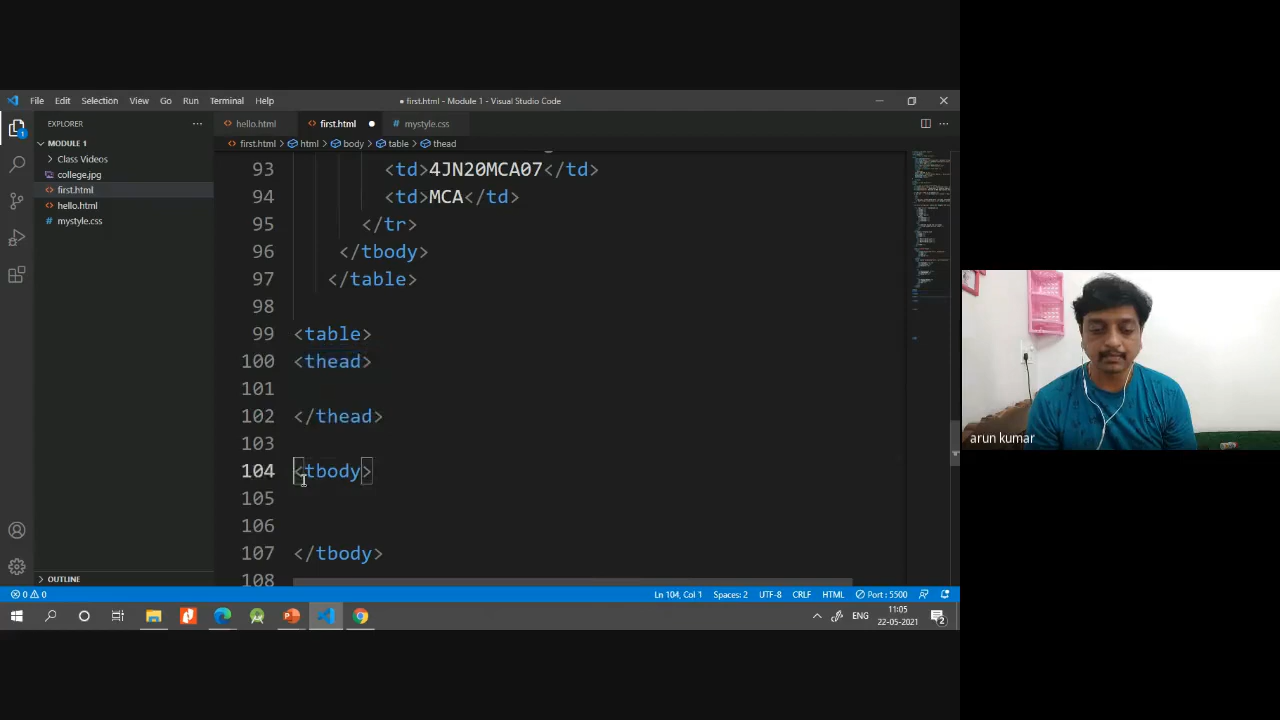 File Edit Selection View Go Run Terminal Help
● first.html - Module 1 - Visual Studio Code
EXPLORER
hello.html
first.html
mystyle.css
MODULE 1
first.html > html > body > table > thead
Class Videos
college.jpg
first.html
hello.html
mystyle.css
93 <td>4JN20MCA07</td>
94 <td>MCA</td>
95 </tr>
96 </tbody>
97 </table>
98
99 <table>
100 <thead>
101
102 </thead>
103
104 <tbody>
105
106
107 </tbody>
108
OUTLINE
0 0
Ln 104, Col 1 Spaces: 2 UTF-8 CRLF HTML Port : 5500
ENG
11:05
22-05-2021
2
1
arun kumar